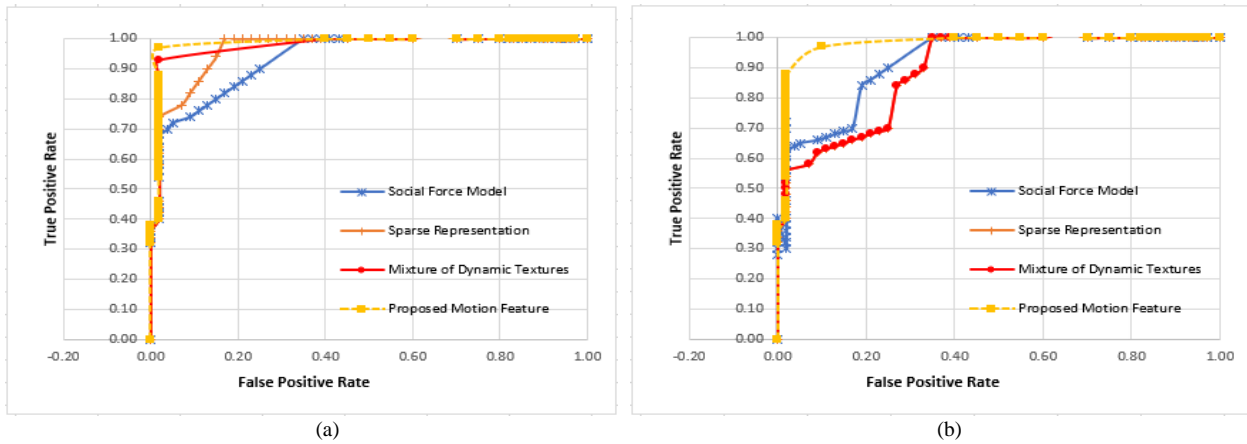 1.00
0.90
0.80
0.70
0.60
0.50
0.40
0.30
0.20
0.10
0.00
-0.20 0.00 0.20 0.40 0.60 0.80 1.00
True Positive Rate
False Positive Rate
Social Force Model
Sparse Representation
Mixture of Dynamic Textures
Proposed Motion Feature
(a)
1.00
0.90
0.80
0.70
0.60
0.50
0.40
0.30
0.20
0.10
0.00
-0.20 0.00 0.20 0.40 0.60 0.80 1.00
True Positive Rate
False Positive Rate
Social Force Model
Sparse Representation
Mixture of Dynamic Textures
Proposed Motion Feature
(b)